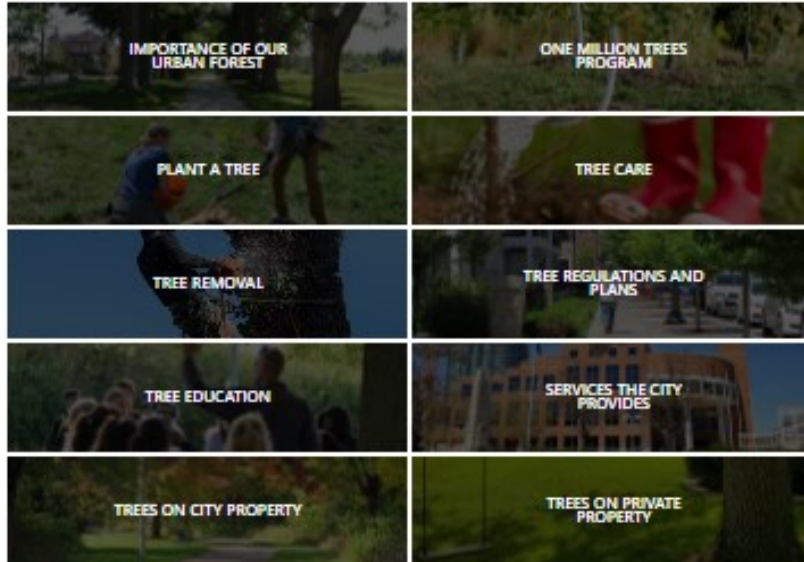 IMPORTANCE OF OUR
URBAN FOREST
ONE MILLION TREES
PROGRAM
PLANT A TREE
TREE CARE
TREE REMOVAL
TREE REGULATIONS AND
PLANS
TREE EDUCATION
SERVICES THE CITY
PROVIDES
TREES ON CITY PROPERTY
TREES ON PRIVATE
PROPERTY